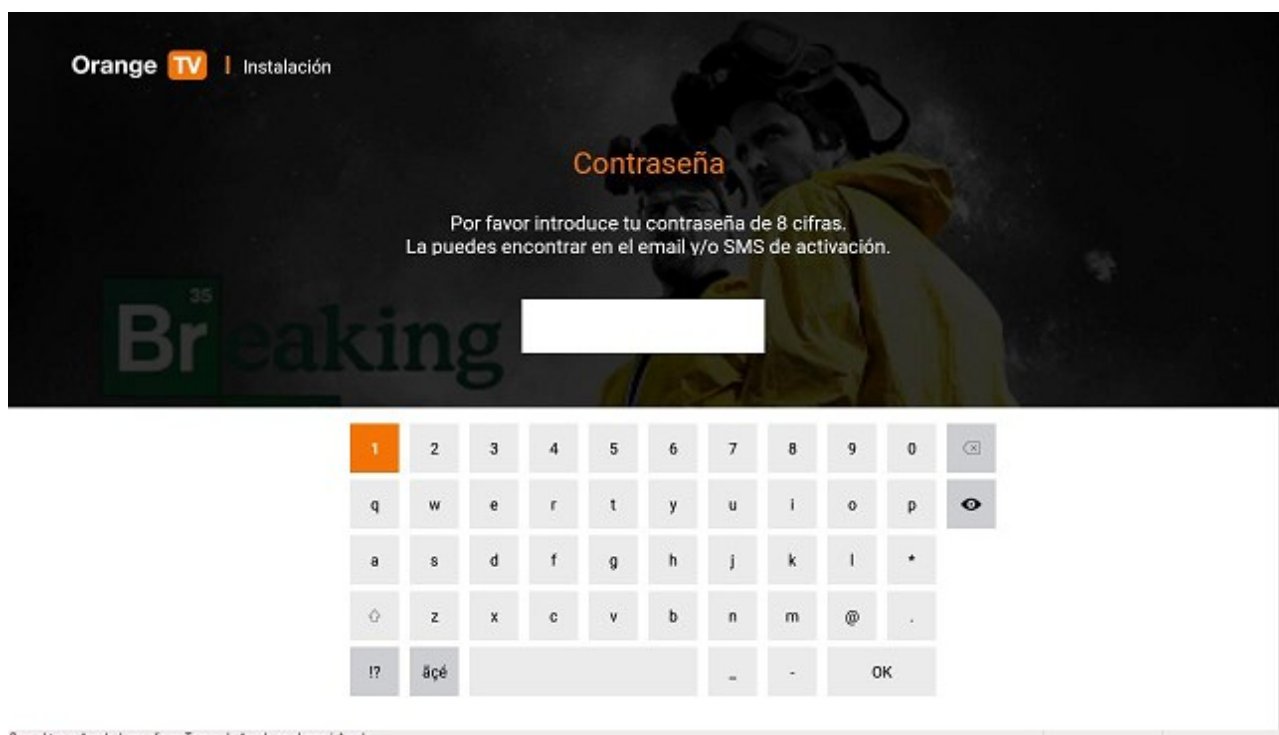 Orange TV | Instalación
Contraseña
Por favor introduce tu contraseña de 8 cifras.
La puedes encontrar en el email y/o SMS de activación.
35
Breaking
1 2 3 4 5 6 7 8 9 0
q w e r t y u i o p
a s d f g h j k l *
z x c v b n m @ .
!? äçé _ - OK